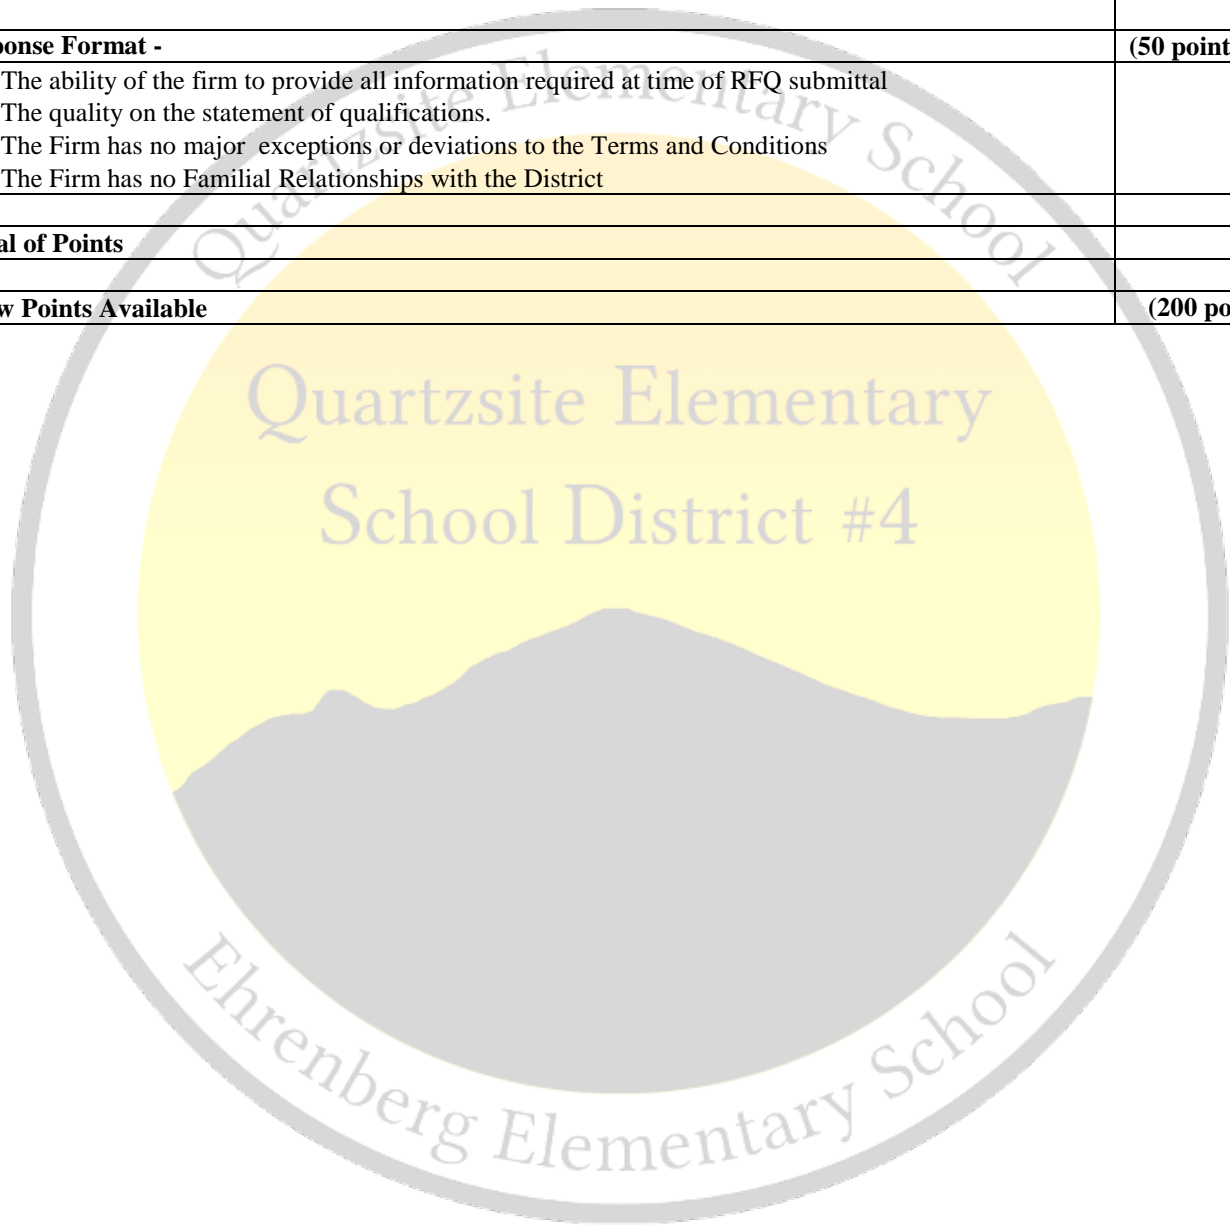 ponse Format - (50 point
The ability of the firm to provide all information required at time of RFQ submittal
The quality on the statement of qualifications.
The Firm has no major exceptions or deviations to the Terms and Conditions
The Firm has no Familial Relationships with the District
al of Points
w Points Available (200 po
Quartzsite Elementary School
Quartzsite Elementary
School District #4
Ehrenberg Elementary School